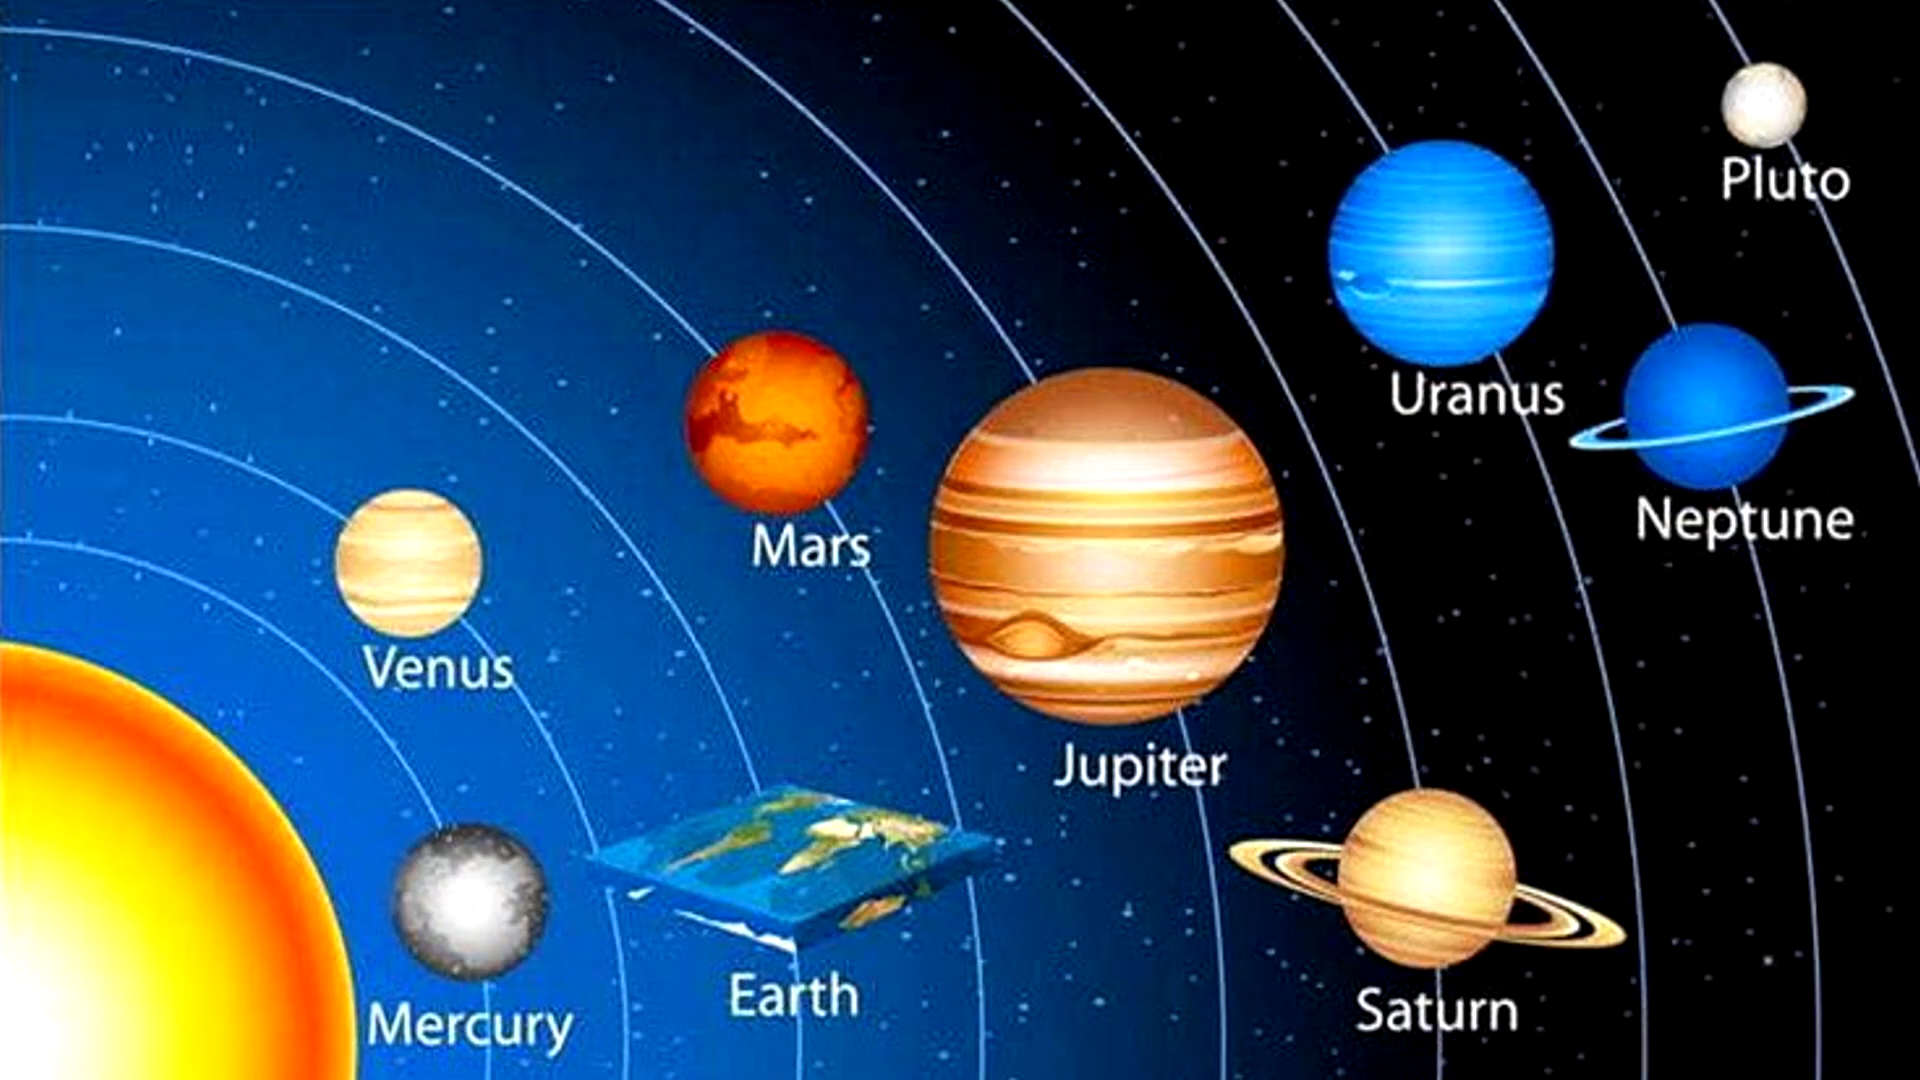 Pluto
Uranus
Neptune
Mars
Venus
Jupiter
Earth
Saturn
Mercury